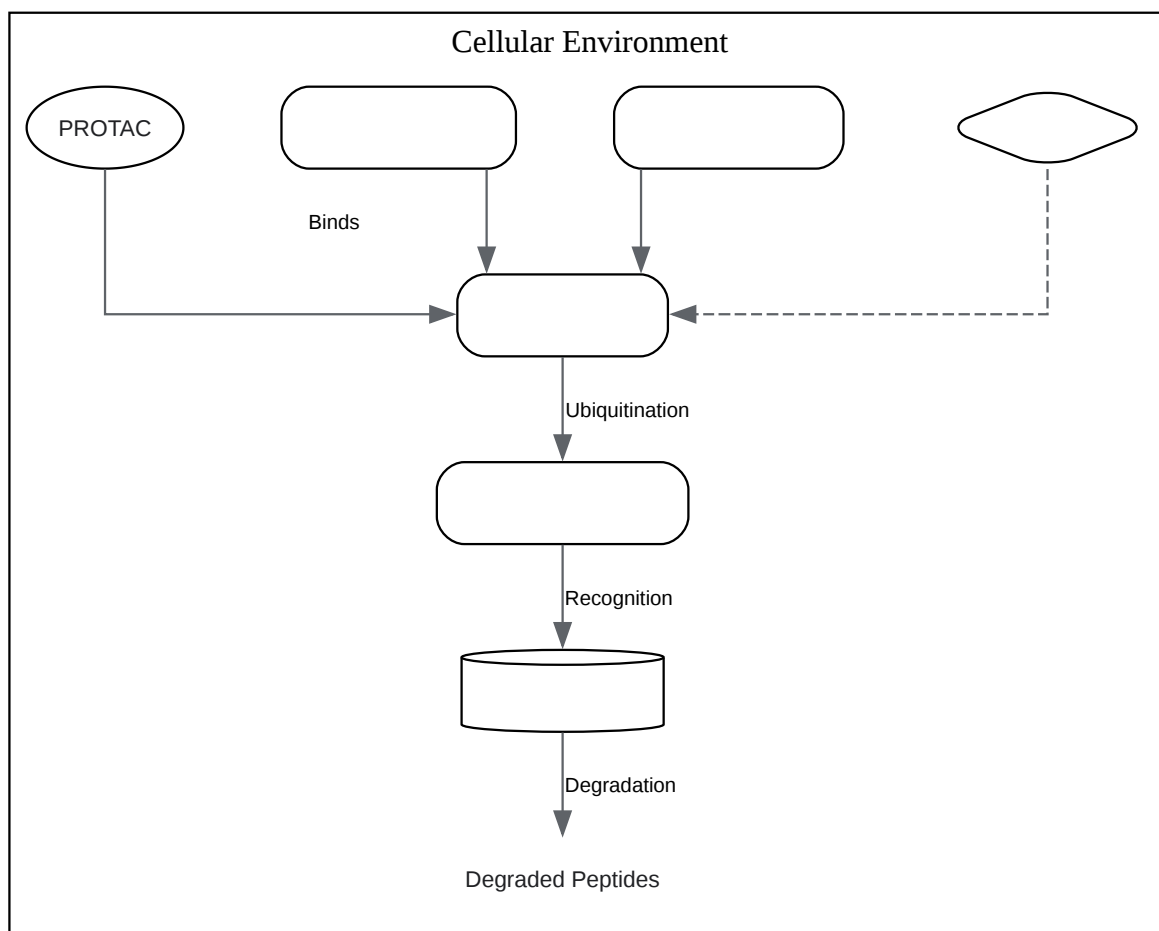 Cellular Environment
PROTAC
Binds
Ubiquitination
Recognition
Degradation
Degraded Peptides